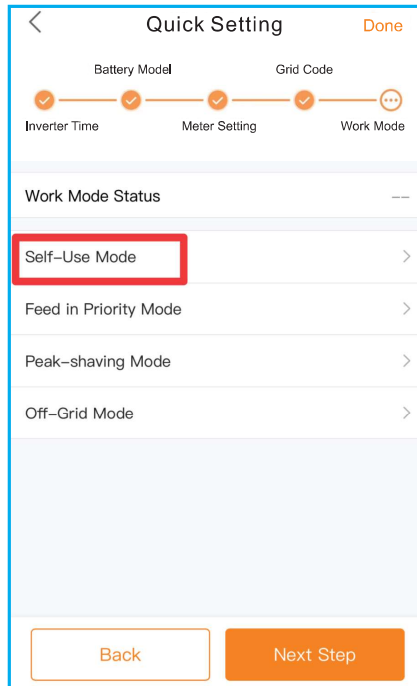 Quick Setting Done
Battery Model Grid Code
Inverter Time Meter Setting Work Mode
Work Mode Status --
Self-Use Mode
Feed in Priority Mode
Peak-shaving Mode
Off-Grid Mode
Back Next Step